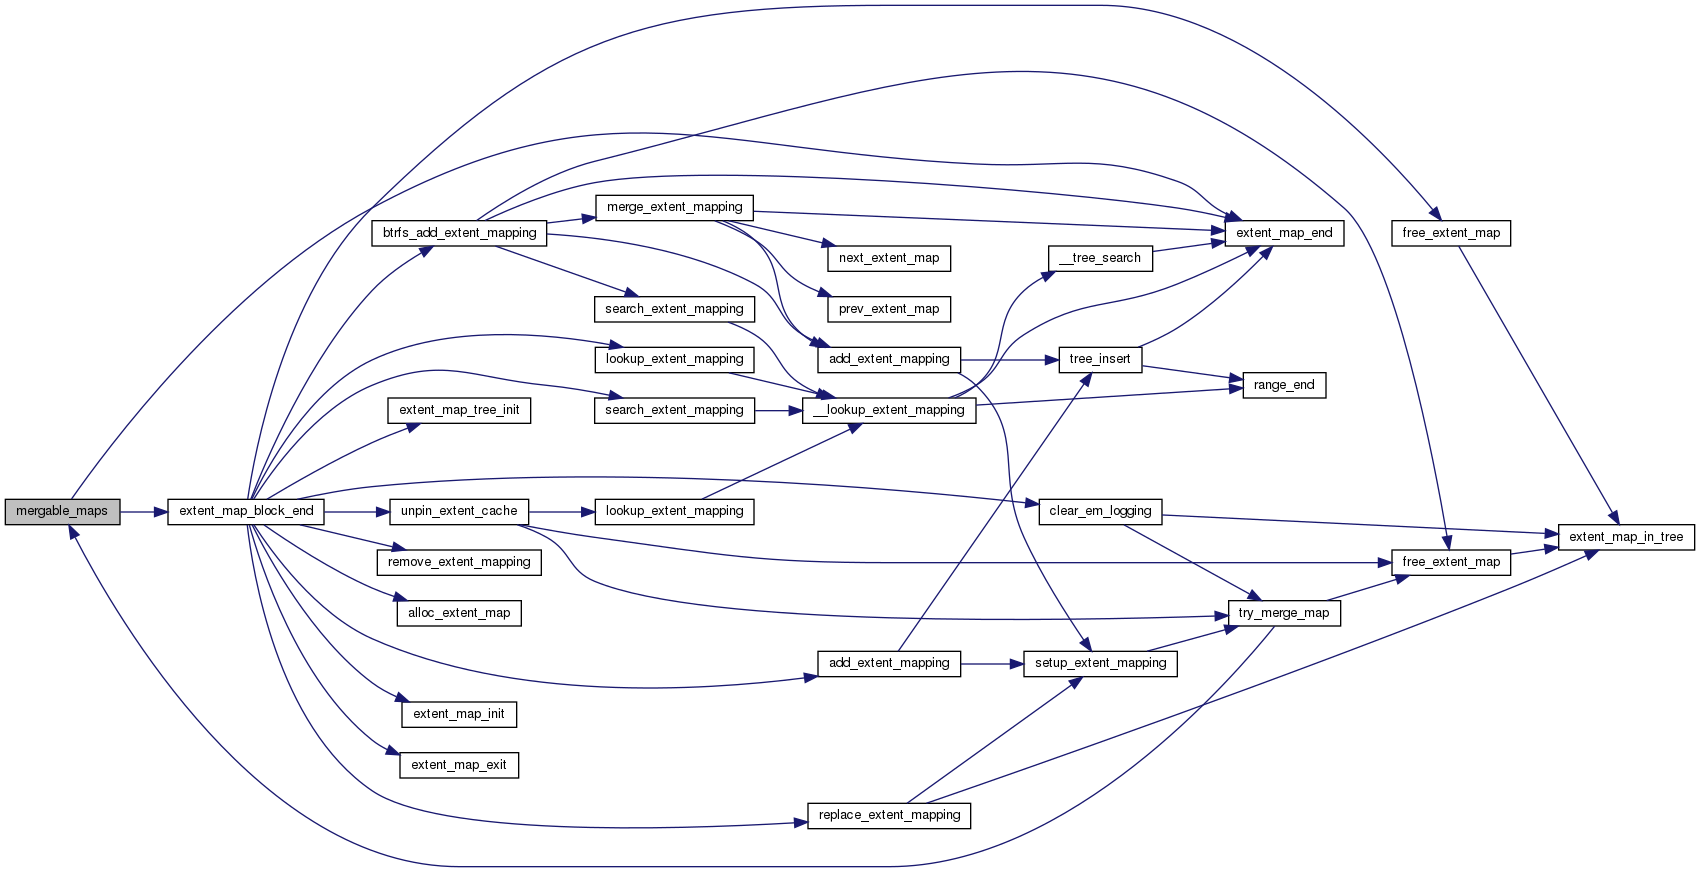 mergable_maps
extent_map_block_end
btrfs_add_extent_mapping
extent_map_tree_init
unpin_extent_cache
remove_extent_mapping
alloc_extent_map
extent_map_init
extent_map_exit
merge_extent_mapping
search_extent_mapping
lookup_extent_mapping
search_extent_mapping
lookup_extent_mapping
next_extent_map
prev_extent_map
add_extent_mapping
__lookup_extent_mapping
add_extent_mapping
replace_extent_mapping
__tree_search
tree_insert
clear_em_logging
setup_extent_mapping
extent_map_end
range_end
try_merge_map
free_extent_map
free_extent_map
extent_map_in_tree